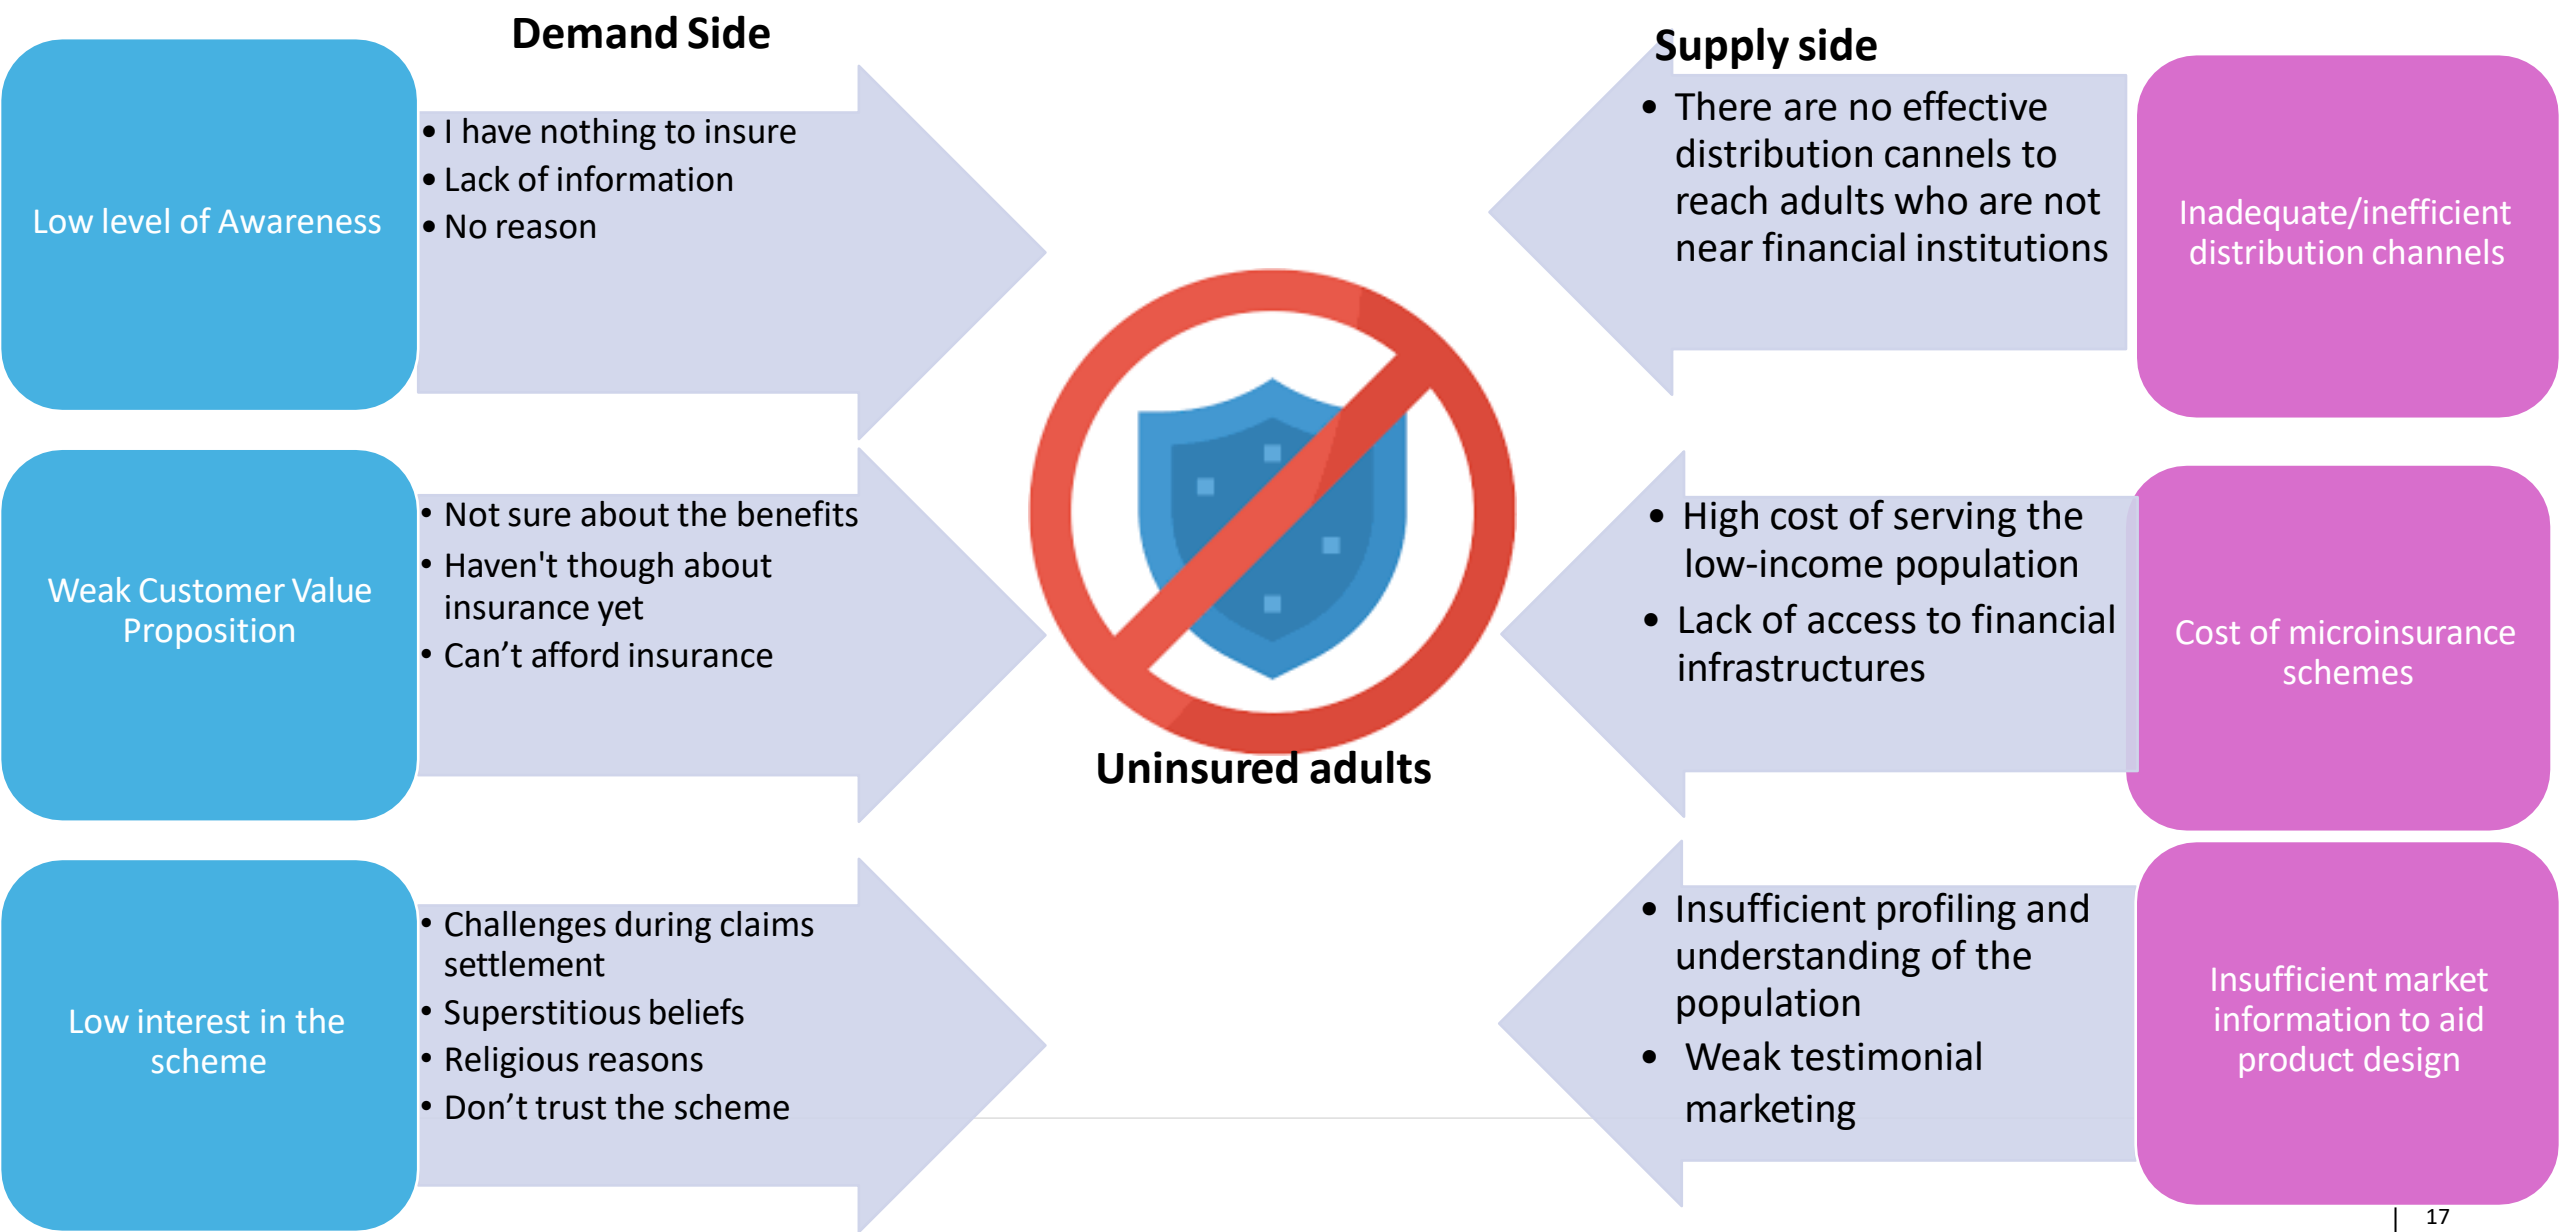 Demand Side
Low level of Awareness
• I have nothing to insure
• Lack of information
• No reason
Weak Customer Value
Proposition
• Not sure about the benefits
• Haven't though about
insurance yet
• Can’t afford insurance
Low interest in the
scheme
• Challenges during claims
settlement
• Superstitious beliefs
• Religious reasons
• Don’t trust the scheme
Uninsured adults
Supply side
• There are no effective
distribution cannels to
reach adults who are not
near financial institutions
Inadequate/inefficient
distribution channels
• High cost of serving the
low-income population
• Lack of access to financial
infrastructures
Cost of microinsurance
schemes
• Insufficient profiling and
understanding of the
population
• Weak testimonial
marketing
Insufficient market
information to aid
product design
| 17